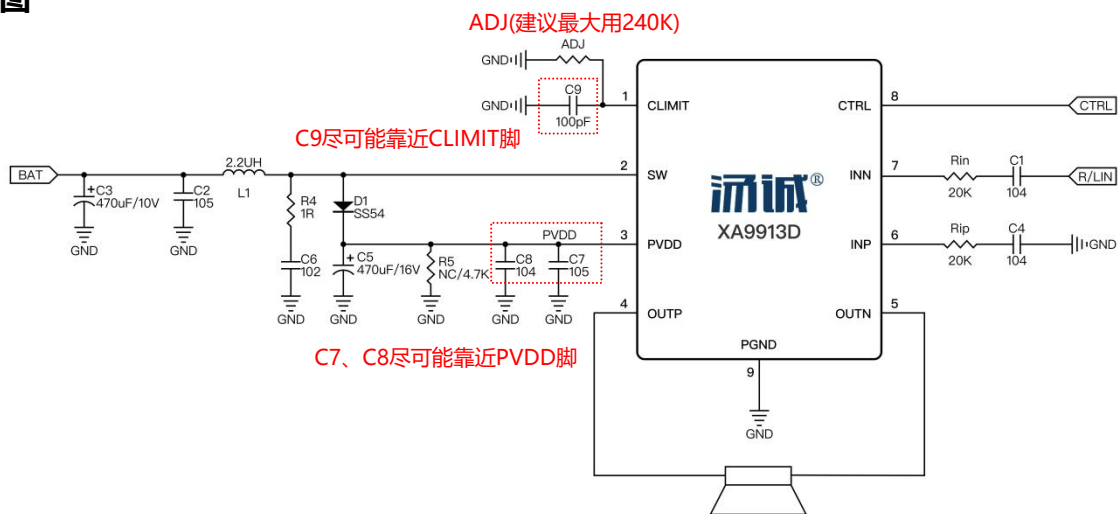 图
ADJ(建议最大用240K)
ADJ
GND
C9
GND
100pF
1
CLIMIT
CTRL
8
CTRL
C9尽可能靠近CLIMIT脚
BAT
2.2UH
L1
2
SW
INN
7
Rin
20K
C1
104
R/LIN
+C3
470uF/10V
C2
105
GND
GND
R4
1R
D1
SS54
汤诚®
XA9913D
PVDD
3
PVDD
INP
6
Rip
20K
C4
104
GND
C6
102
+C5
470uF/16V
R5
NC/4.7K
C8
104
C7
105
GND
GND
GND
GND
GND
4
OUTP
OUTN
5
C7、C8尽可能靠近PVDD脚
PGND
9
GND